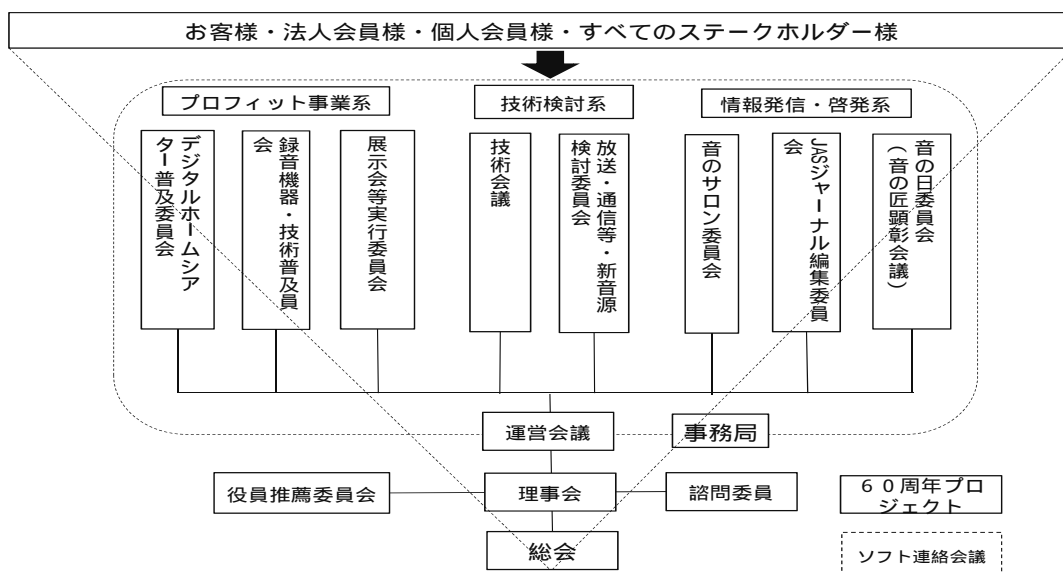 お客様・法人会員様・個人会員様・すべてのステークホルダー様
プロフィット事業系
技術検討系
情報発信・啓発系
デジタルホームシア
ター普及委員会
録音機器・技術普及員
会
展示会等実行委員会
技術会議
放送・通信等・新音源
検討委員会
音のサロン委員会
JASジャーナル編集委員
会
音の日委員会
(音の匠顕彰会議)
運営会議
事務局
役員推薦委員会
理事会
諮問委員
60周年プロ
ジェクト
総会
ソフト連絡会議